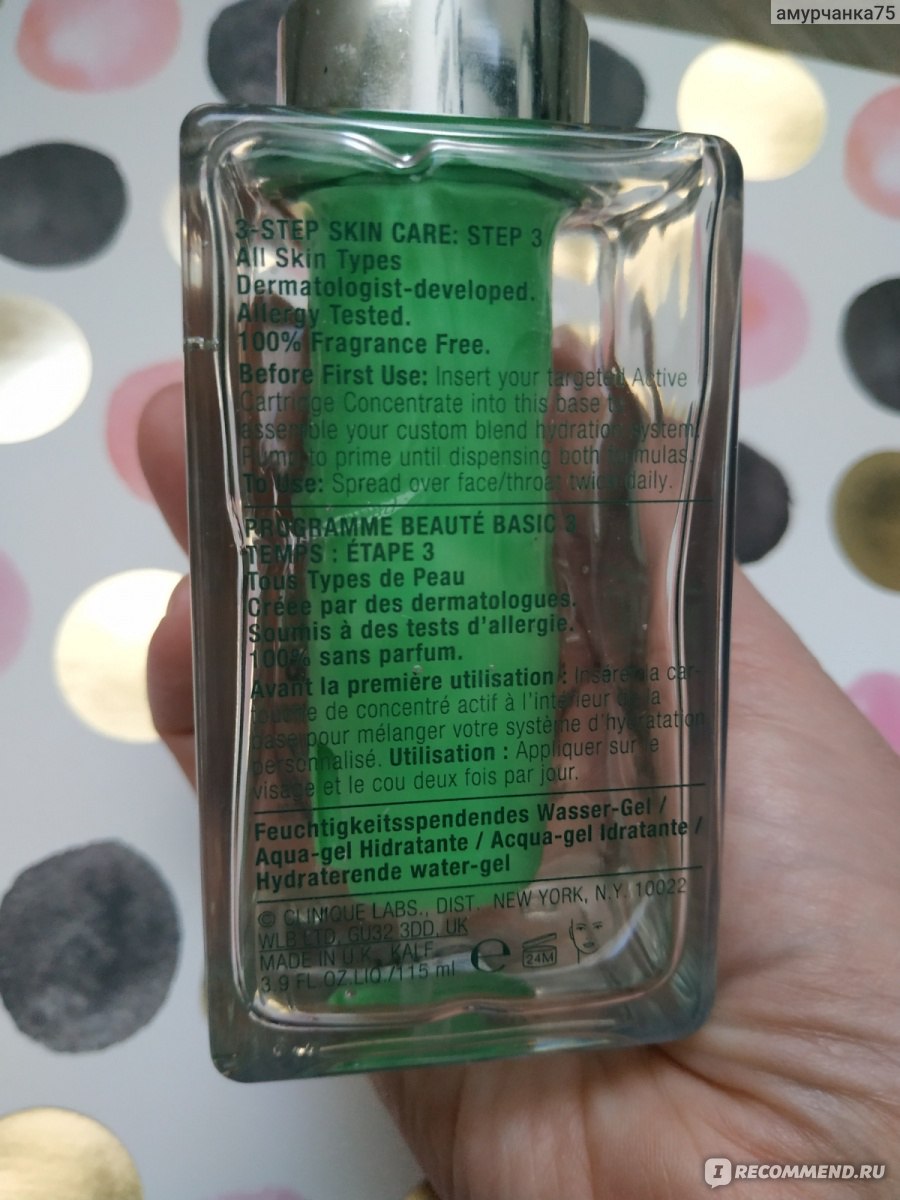 амурчанка75
3-STEP SKIN CARE: STEP 3
All Skin Types
Dermatologist-developed.
Allergy Tested.
100% Fragrance Free.
Before First Use: Insert your targeted Active
Cartridge Concentrate into this base to
assemble your custom blend hydration system.
Pump to prime until dispensing both formulas.
To Use: Spread over face/throat twice daily.
PROGRAMME BEAUTÉ BASIC 3
TEMPS : ÉTAPE 3
Tous Types de Peau
Créée par des dermatologues.
Soumis à des tests d'allergie.
100% sans parfum.
Avant la première utilisation : Insérer la car-
touche de concentré actif à l'intérieur de la
base pour mélanger votre système d'hydratation
personnalisé. Utilisation : Appliquer sur le
visage et le cou deux fois par jour.
Feuchtigkeitsspendendes Wasser-Gel /
Aqua-gel Hidratante / Acqua-gel Idratante /
Hydraterende water-gel
© CLINIQUE LABS., DIST. NEW YORK, N.Y. 10022
WLB LTD, GU32 3DD, UK
MADE IN U.K., KALF
3.9 FL.OZ.LIQ./115 ml e 24M
IRECOMMEND.RU